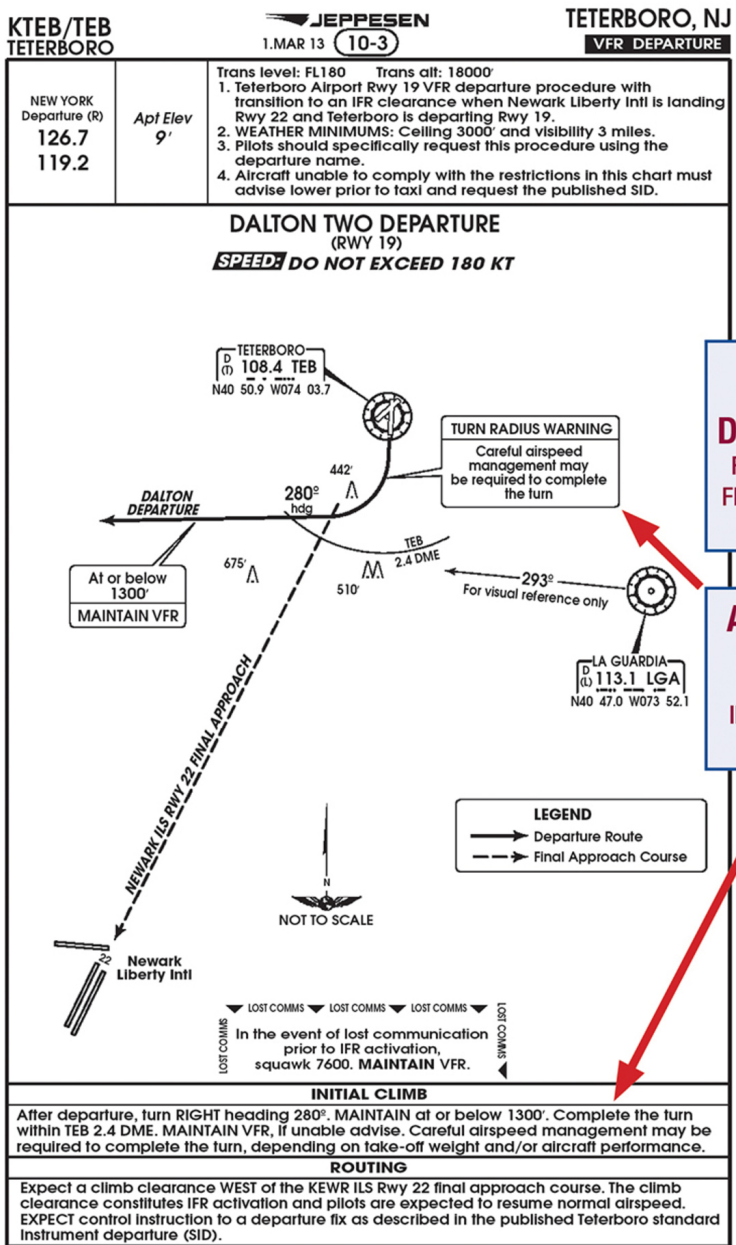 KTEB/TEB
TETERBORO
JEPPESEN
1.MAR 13 10-3
TETERBORO, NJ
VFR DEPARTURE
NEW YORK
Departure (R)
126.7
119.2
Apt Elev
9'
Trans level: FL180 Trans alt: 18000'
1. Teterboro Airport Rwy 19 VFR departure procedure with
transition to an IFR clearance when Newark Liberty Intl is landing
Rwy 22 and Teterboro is departing Rwy 19.
2. WEATHER MINIMUMS: Ceiling 3000' and visibility 3 miles.
3. Pilots should specifically request this procedure using the
departure name.
4. Aircraft unable to comply with the restrictions in this chart must
advise lower prior to taxi and request the published SID.
DALTON TWO DEPARTURE
(RWY 19)
SPEED: DO NOT EXCEED 180 KT
TETERBORO
D
(T) 108.4 TEB
N40 50.9 W074 03.7
TURN RADIUS WARNING
Careful airspeed
management may
be required to complete
the turn
442'
280º
hdg
DALTON
DEPARTURE
TEB
2.4 DME
At or below
1300'
MAINTAIN VFR
675'
510'
293º
For visual reference only
LA GUARDIA
D
(L) 113.1 LGA
N40 47.0 W073 52.1
NEWARK ILS RWY 22 FINAL APPROACH
LEGEND
Departure Route
Final Approach Course
N
NOT TO SCALE
22
Newark
Liberty Intl
LOST COMMS LOST COMMS LOST COMMS
LOST COMMS
LOST COMMS
In the event of lost communication
prior to IFR activation,
squawk 7600. MAINTAIN VFR.
INITIAL CLIMB
After departure, turn RIGHT heading 280º. MAINTAIN at or below 1300'. Complete the turn
within TEB 2.4 DME. MAINTAIN VFR, if unable advise. Careful airspeed management may be
required to complete the turn, depending on take-off weight and/or aircraft performance.
ROUTING
Expect a climb clearance WEST of the KEWR ILS Rwy 22 final approach course. The climb
clearance constitutes IFR activation and pilots are expected to resume normal airspeed.
EXPECT control instruction to a departure fix as described in the published Teterboro standard
instrument departure (SID).